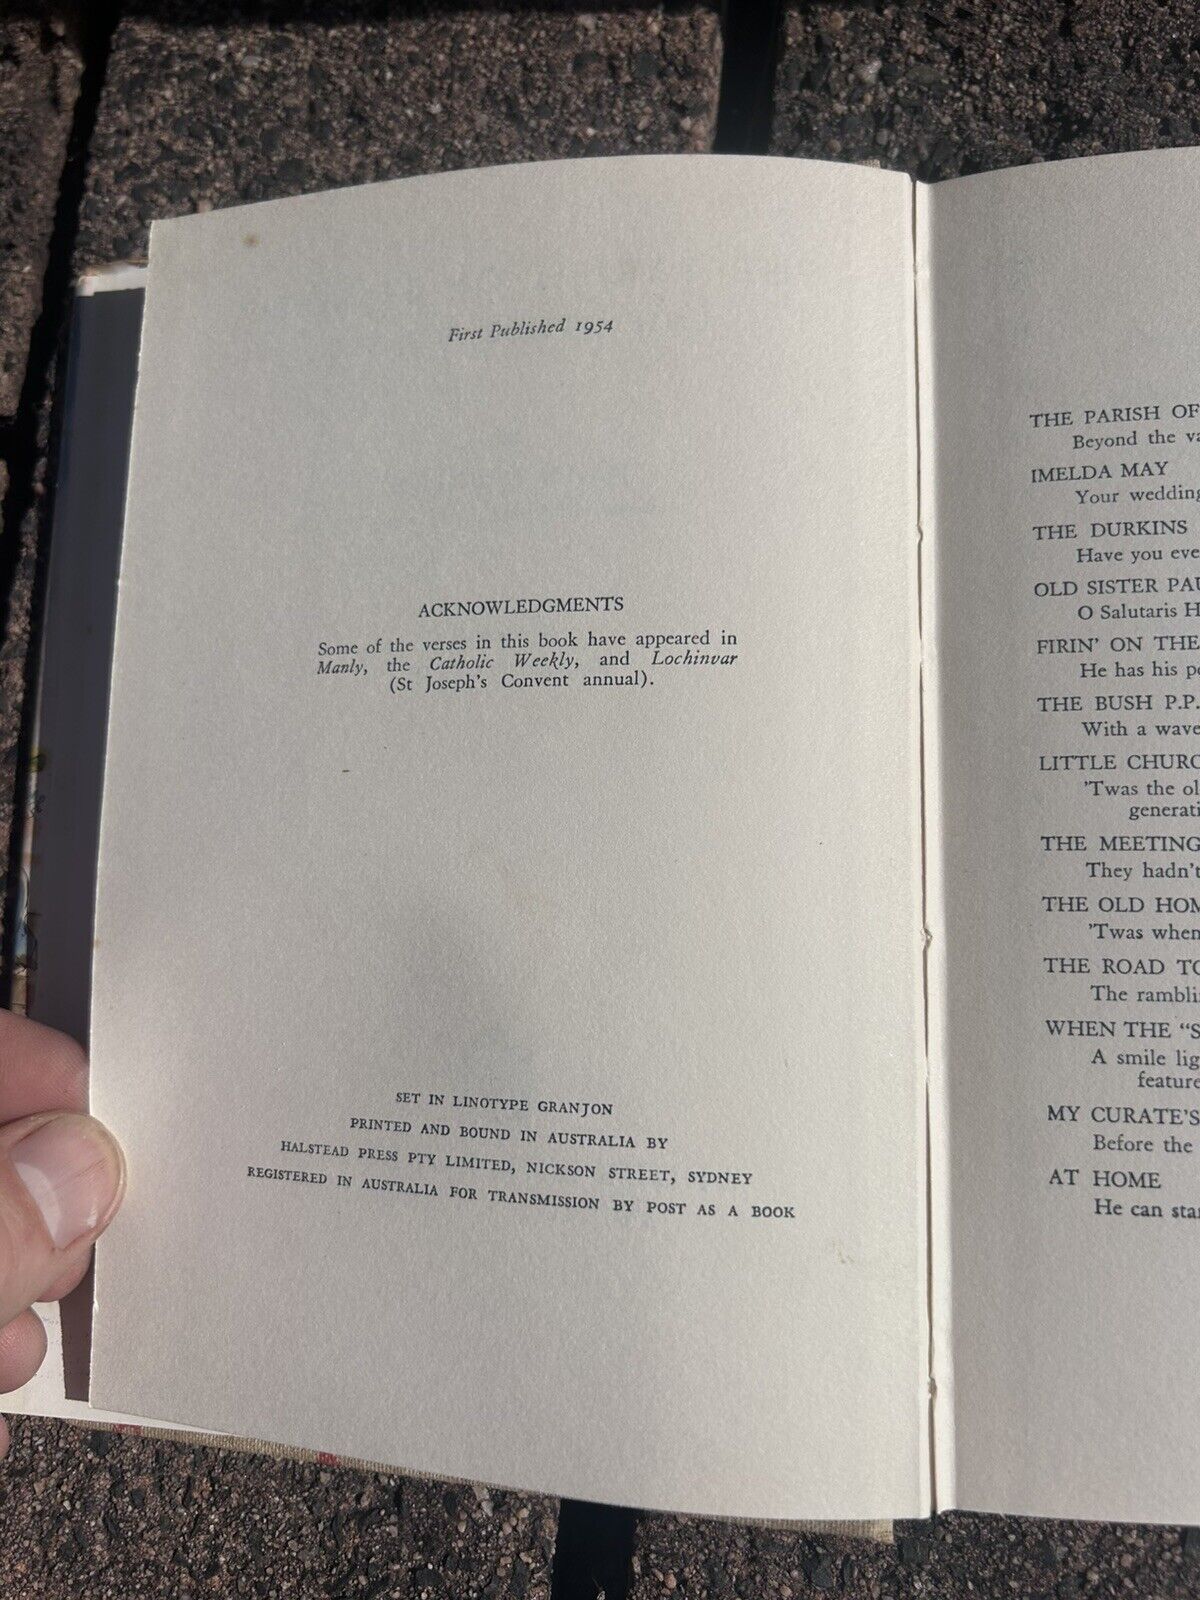 First Published 1954
ACKNOWLEDGMENTS
Some of the verses in this book have appeared in
Manly, the Catholic Weekly, and Lochinvar
(St Joseph's Convent annual).
SET IN LINOTYPE GRANJON
PRINTED AND BOUND IN AUSTRALIA BY
HALSTEAD PRESS PTY LIMITED, NICKSON STREET, SYDNEY
REGISTERED IN AUSTRALIA FOR TRANSMISSION BY POST AS A BOOK
THE PARISH OF
Beyond the
IMELDA MAY
Your wedding
THE DURKINS
Have you
OLD SISTER
O Salutaris
FIRIN' ON THE
He has his
THE BUSH P.P.
With a wave
LITTLE
'Twas the
THE MEETING
They hadn't
THE OLD
'Twas when
THE ROAD
The
WHEN THE
A smile
MY CURATE'S
Before the
AT HOME
He can